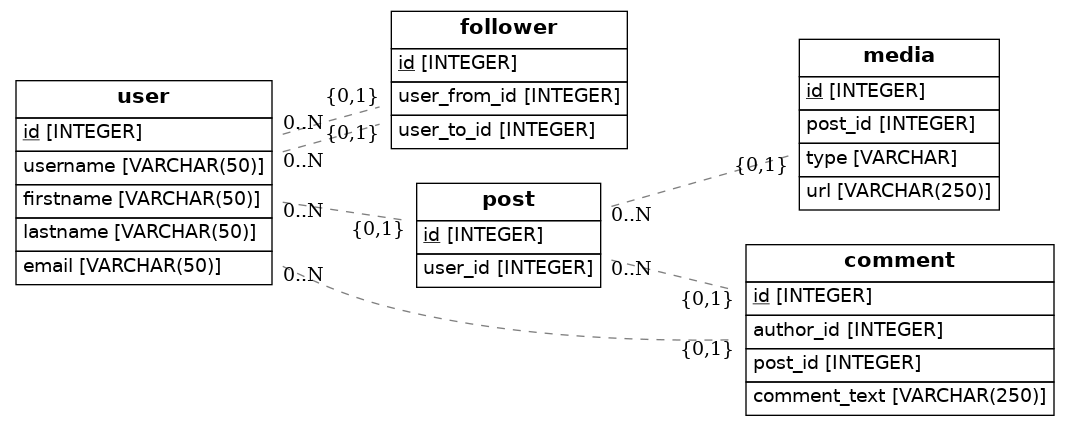 user
id [INTEGER]
username [VARCHAR(50)]
firstname [VARCHAR(50)]
lastname [VARCHAR(50)]
email [VARCHAR(50)]
0..N
0..N
0..N
0..N
{0,1}
{0,1}
{0,1}
follower
id [INTEGER]
user_from_id [INTEGER]
user_to_id [INTEGER]
post
id [INTEGER]
user_id [INTEGER]
0..N
0..N
{0,1}
{0,1}
{0,1}
media
id [INTEGER]
post_id [INTEGER]
type [VARCHAR]
url [VARCHAR(250)]
comment
id [INTEGER]
author_id [INTEGER]
post_id [INTEGER]
comment_text [VARCHAR(250)]